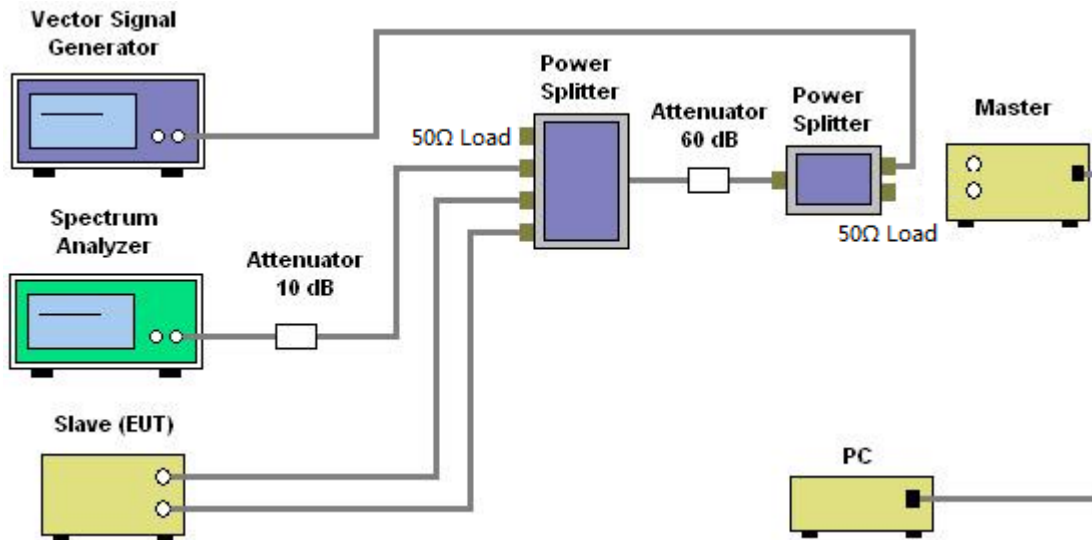 Vector Signal
Generator
Power
Splitter
Attenuator
60 dB
Power
Splitter
Master
50Ω Load
50Ω Load
Spectrum
Analyzer
Attenuator
10 dB
Slave (EUT)
PC